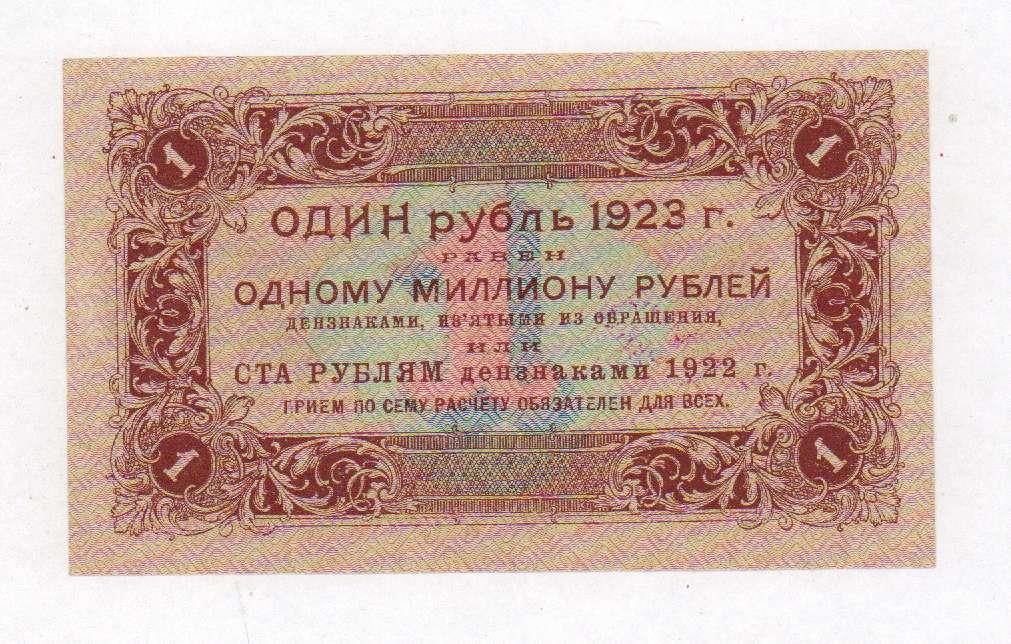 1 1
ОДИН рубль 1923 г.
РАВЕН
ОДНОМУ МИЛЛИОНУ РУБЛЕЙ
ДЕНЗНАКАМИ, ИЗ'ЯТЫМИ ИЗ ОБРАЩЕНИЯ,
ИЛИ
СТА РУБЛЯМ дензнаками 1922 г.
ПРИЕМ ПО СЕМУ РАСЧЕТУ ОБЯЗАТЕЛЕН ДЛЯ ВСЕХ.
1 1